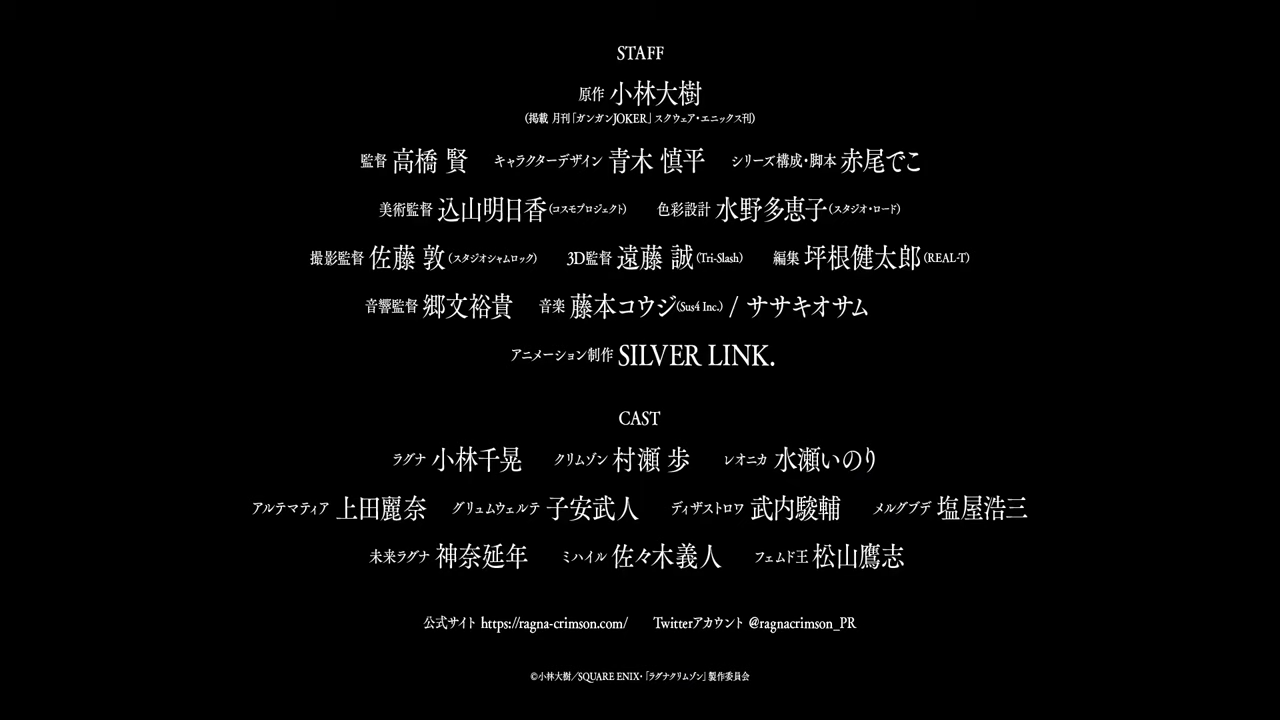 STAFF
原作 小林大樹
(掲載 月刊「ガンガンJOKER」 スクウェア・エニックス刊)
監督 高橋 賢 キャラクターデザイン 青木 慎平 シリーズ構成・脚本 赤尾でこ
美術監督 込山明日香(コスモプロジェクト) 色彩設計 水野多恵子(スタジオ・ロード)
撮影監督 佐藤 敦(スタジオシャムロック) 3D監督 遠藤 誠(Tri-Slash) 編集 坪根健太郎(REAL-T)
音響監督 郷文裕貴 音楽 藤本コウジ(Sus4 Inc.) / ササキオサム
アニメーション制作 SILVER LINK.
CAST
ラグナ 小林千晃 クリムゾン 村瀬 歩 レオニカ 水瀬いのり
アルテマティア 上田麗奈 グリュムウェルテ 子安武人 ディザストロワ 武内駿輔 メルグブデ 塩屋浩三
未来ラグナ 神奈延年 ミハイル 佐々木義人 フェムド王 松山鷹志
公式サイト https://ragna-crimson.com/ Twitterアカウント @ragnacrimson_PR
©小林大樹／SQUARE ENIX・「ラグナクリムゾン」製作委員会